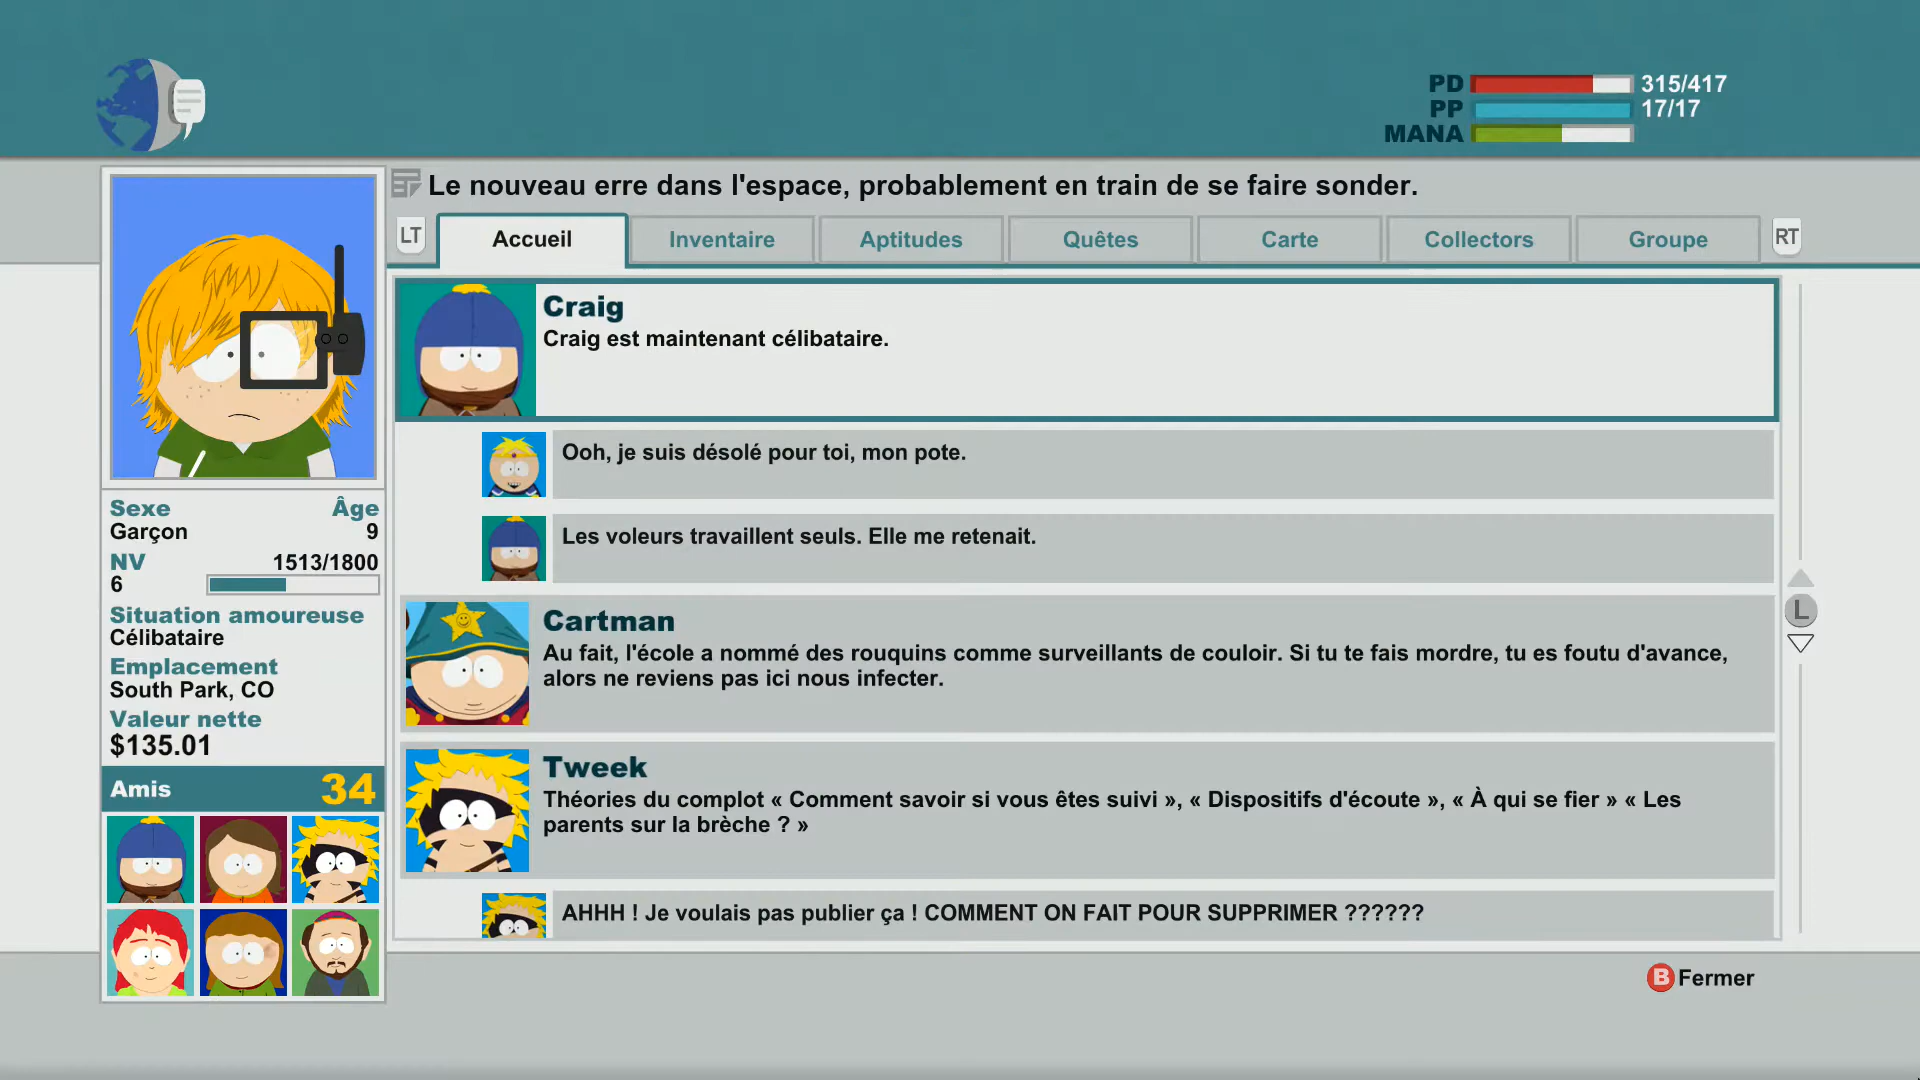 PD 315/417
PP 17/17
MANA
Le nouveau erre dans l'espace, probablement en train de se faire sonder.
LT Accueil Inventaire Aptitudes Quêtes Carte Collectors Groupe RT
Craig
Craig est maintenant célibataire.
Ooh, je suis désolé pour toi, mon pote.
Les voleurs travaillent seuls. Elle me retenait.
Cartman
Au fait, l'école a nommé des rouquins comme surveillants de couloir. Si tu te fais mordre, tu es foutu d'avance,
alors ne reviens pas ici nous infecter.
Tweek
Théories du complot « Comment savoir si vous êtes suivi », « Dispositifs d'écoute », « À qui se fier » « Les
parents sur la brèche ? »
AHHH ! Je voulais pas publier ça ! COMMENT ON FAIT POUR SUPPRIMER ??????
Sexe Âge
Garçon 9
NV 1513/1800
6
Situation amoureuse
Célibataire
Emplacement
South Park, CO
Valeur nette
$135.01
Amis 34
L
B Fermer